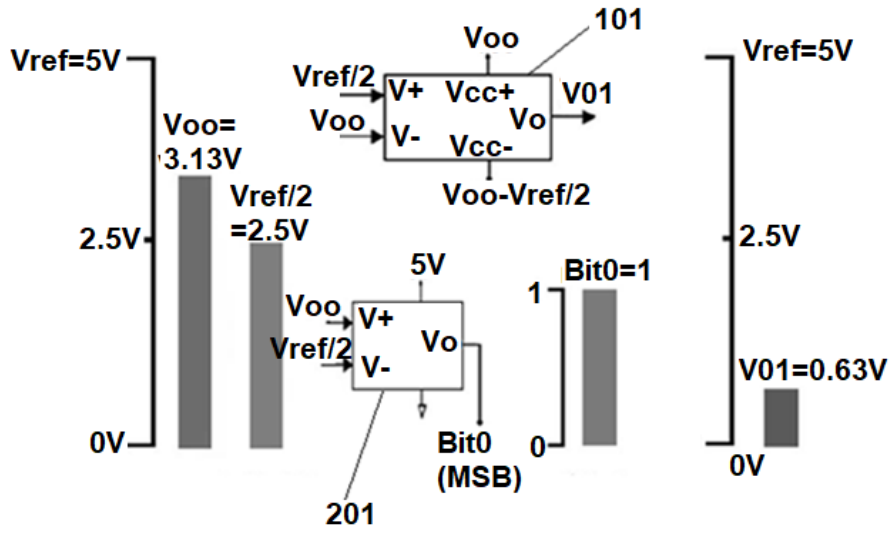 Vref=5V
Voo=
3.13V
Vref/2
=2.5V
2.5V
0V
Voo
101
Vref/2
V+
Vcc+
V01
Voo
V-
Vo
Vcc-
Voo-Vref/2
5V
Voo
V+
Vref/2
V-
Vo
Bit0
(MSB)
201
Bit0=1
1
0
Vref=5V
2.5V
V01=0.63V
0V